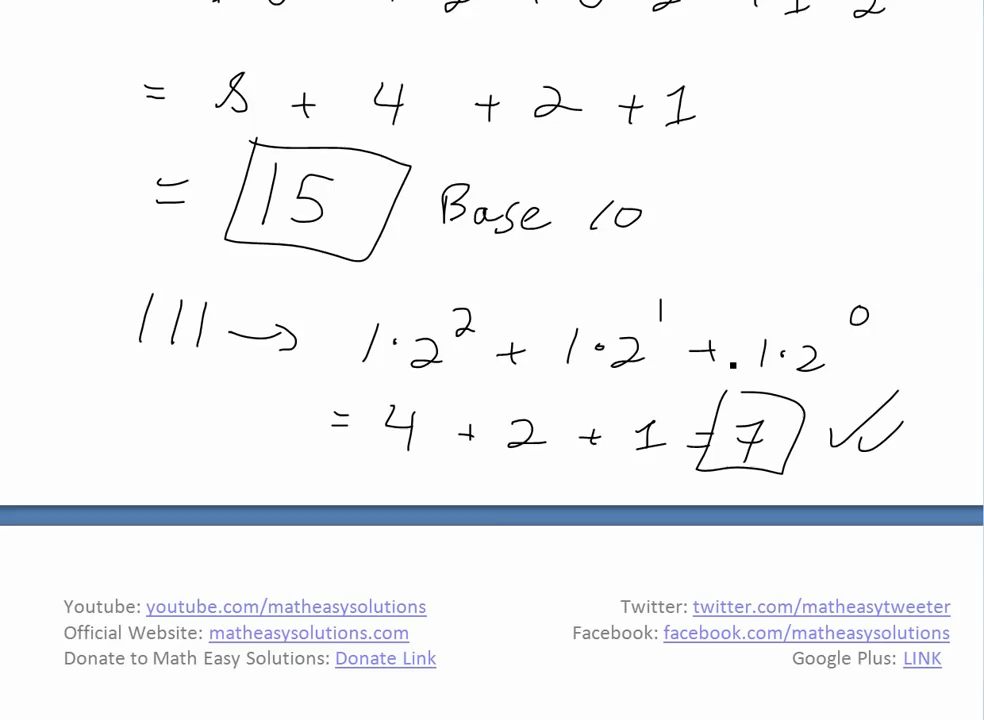 = 8 + 4 + 2 + 1
= 15 Base 10
111 → 1·2² + 1·2¹ + 1·2⁰
= 4 + 2 + 1 = 7 ✓✓
Youtube: youtube.com/matheasysolutions
Official Website: matheasysolutions.com
Donate to Math Easy Solutions: Donate Link
Twitter: twitter.com/matheasytweeter
Facebook: facebook.com/matheasysolutions
Google Plus: LINK